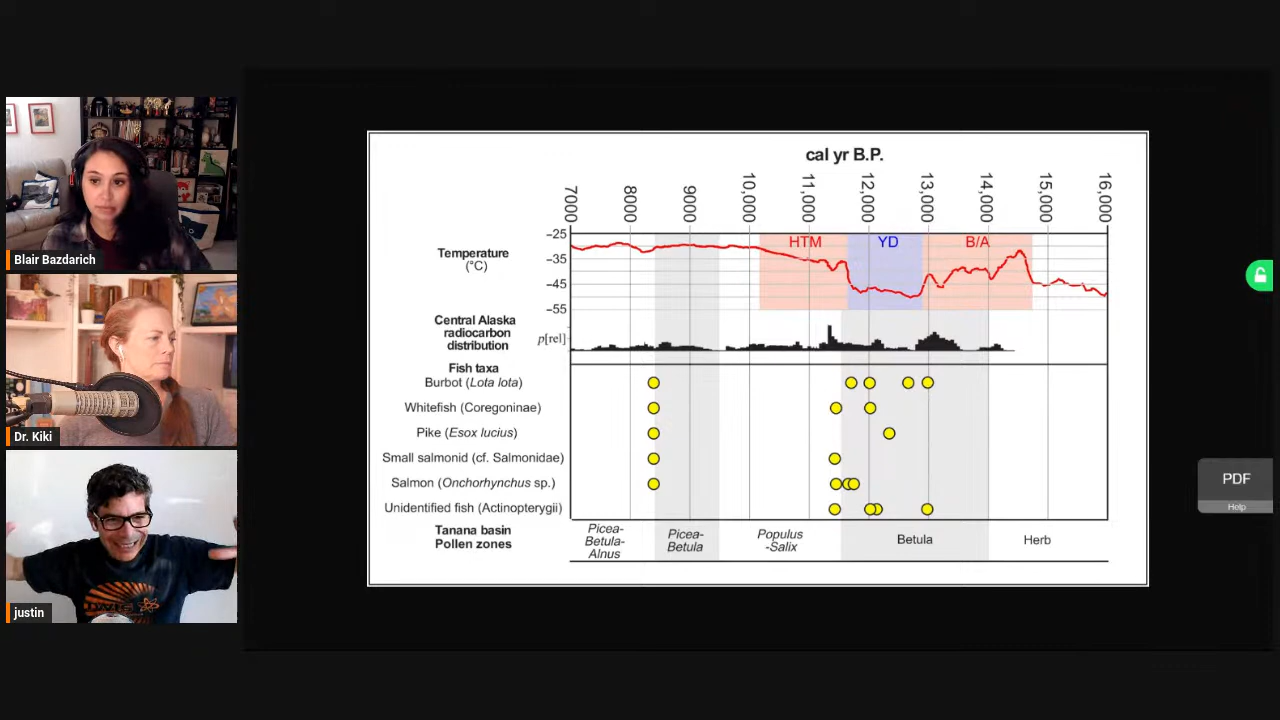 Blair Bazdarich
Dr. Kiki
justin
cal yr B.P.
7000
8000
9000
10,000
11,000
12,000
13,000
14,000
15,000
16,000
Temperature
(°C)
−25
−35
−45
−55
HTM
YD
B/A
Central Alaska
radiocarbon
distribution
p[rel]
Fish taxa
Burbot (Lota lota)
Whitefish (Coregoninae)
Pike (Esox lucius)
Small salmonid (cf. Salmonidae)
Salmon (Onchorhynchus sp.)
Unidentified fish (Actinopterygii)
Tanana basin
Pollen zones
Picea-
Betula-
Alnus
Picea-
Betula
Populus
-Salix
Betula
Herb
PDF
Help